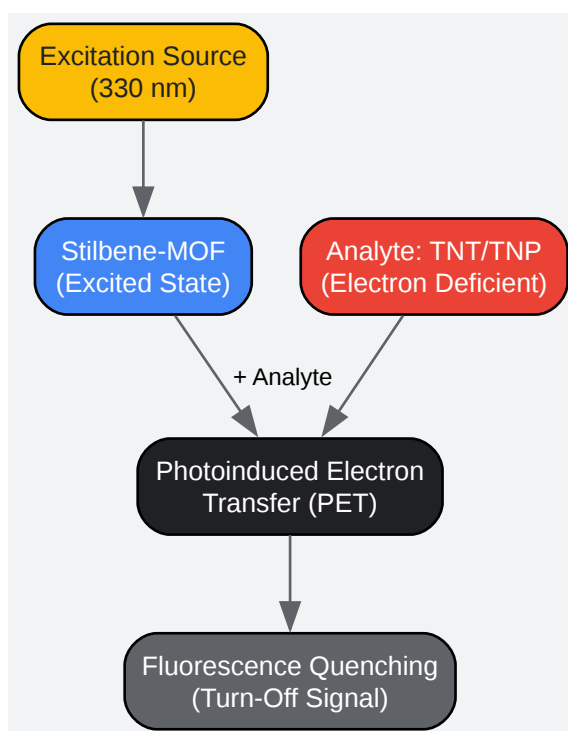 Excitation Source
(330 nm)
Stilbene-MOF
(Excited State)
Analyte: TNT/TNP
(Electron Deficient)
+ Analyte
Photoinduced Electron
Transfer (PET)
Fluorescence Quenching
(Turn-Off Signal)